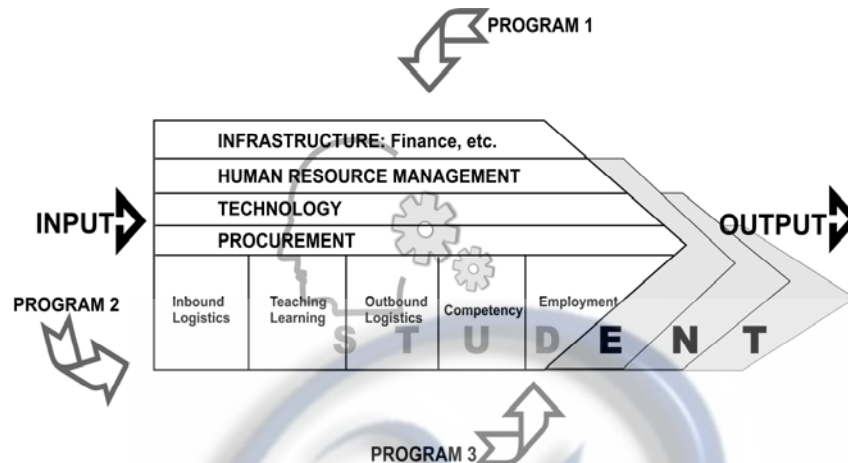 PROGRAM 1
INFRASTRUCTURE: Finance, etc.
HUMAN RESOURCE MANAGEMENT
TECHNOLOGY
INPUT
OUTPUT
PROCUREMENT
PROGRAM 2
Inbound
Logistics
Teaching
Learning
Outbound
Logistics
Competency
Employment
STUDENT
PROGRAM 3